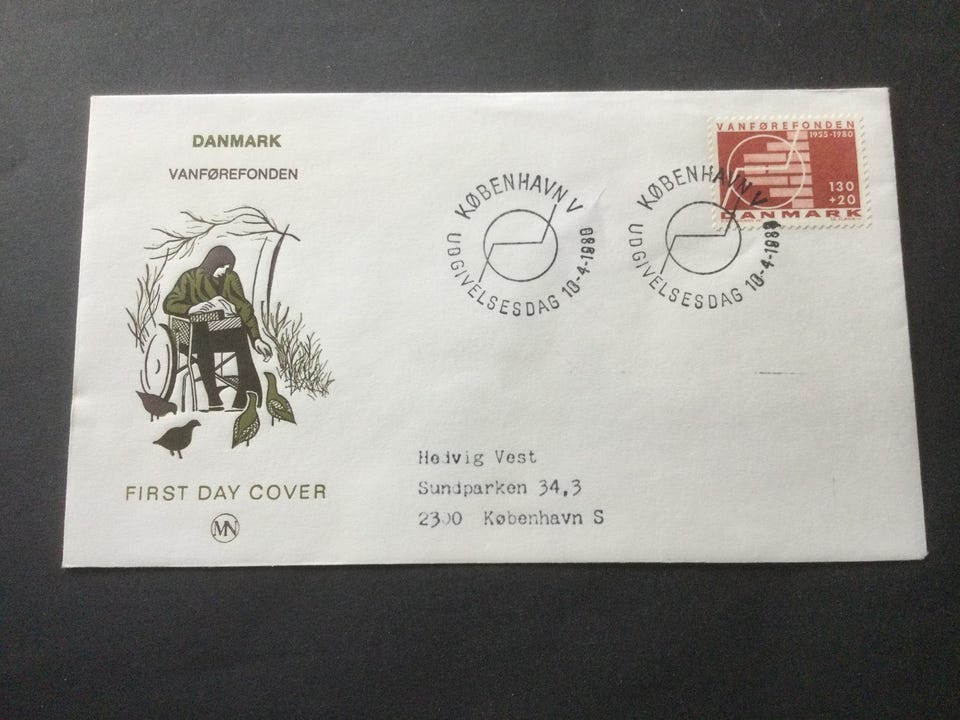 DANMARK
VANFØREFONDEN
FIRST DAY COVER
MN
KØBENHAVN V
UDGIVELSESDAG 10-4-1980
KØBENHAVN V
UDGIVELSESDAG 10-4-1980
VANFØREFONDEN
1955-1980
130
+20
DANMARK
Hedvig Vest
Sundparken 34,3
2300 København S